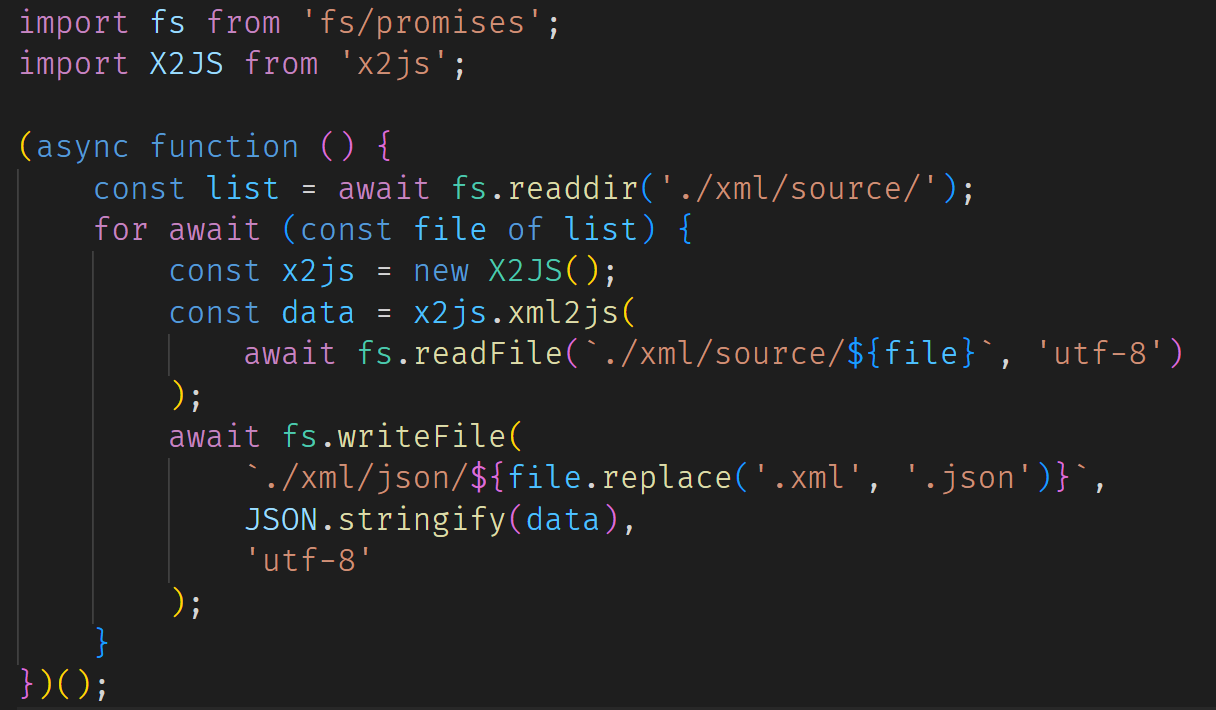 import fs from 'fs/promises';
import X2JS from 'x2js';

(async function () {
    const list = await fs.readdir('./xml/source/');
    for await (const file of list) {
        const x2js = new X2JS();
        const data = x2js.xml2js(
            await fs.readFile(`./xml/source/${file}`, 'utf-8')
        );
        await fs.writeFile(
            `./xml/json/${file.replace('.xml', '.json')}`,
            JSON.stringify(data),
            'utf-8'
        );
    }
})();